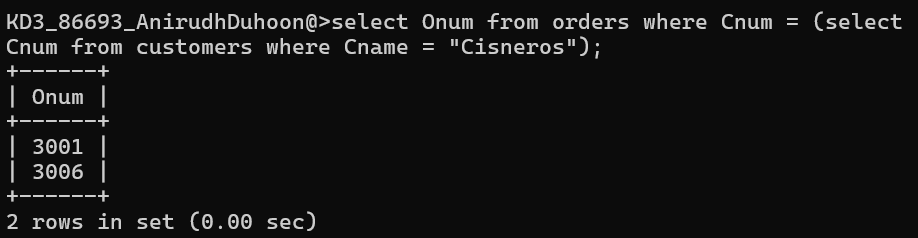 KD3_86693_AnirudhDuhoon@>select Onum from orders where Cnum = (select
Cnum from customers where Cname = "Cisneros");
+------+
| Onum |
+------+
| 3001 |
| 3006 |
+------+
2 rows in set (0.00 sec)